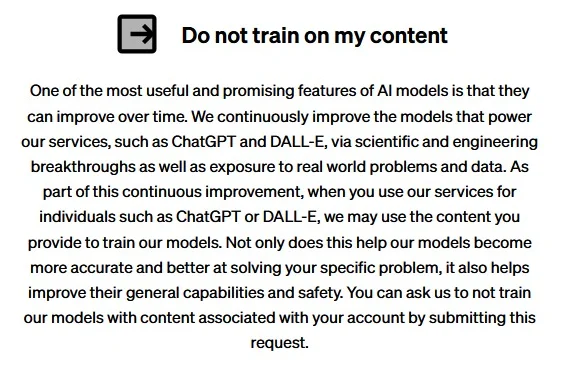 Do not train on my content
One of the most useful and promising features of AI models is that they
can improve over time. We continuously improve the models that power
our services, such as ChatGPT and DALL-E, via scientific and engineering
breakthroughs as well as exposure to real world problems and data. As
part of this continuous improvement, when you use our services for
individuals such as ChatGPT or DALL-E, we may use the content you
provide to train our models. Not only does this help our models become
more accurate and better at solving your specific problem, it also helps
improve their general capabilities and safety. You can ask us to not train
our models with content associated with your account by submitting this
request.